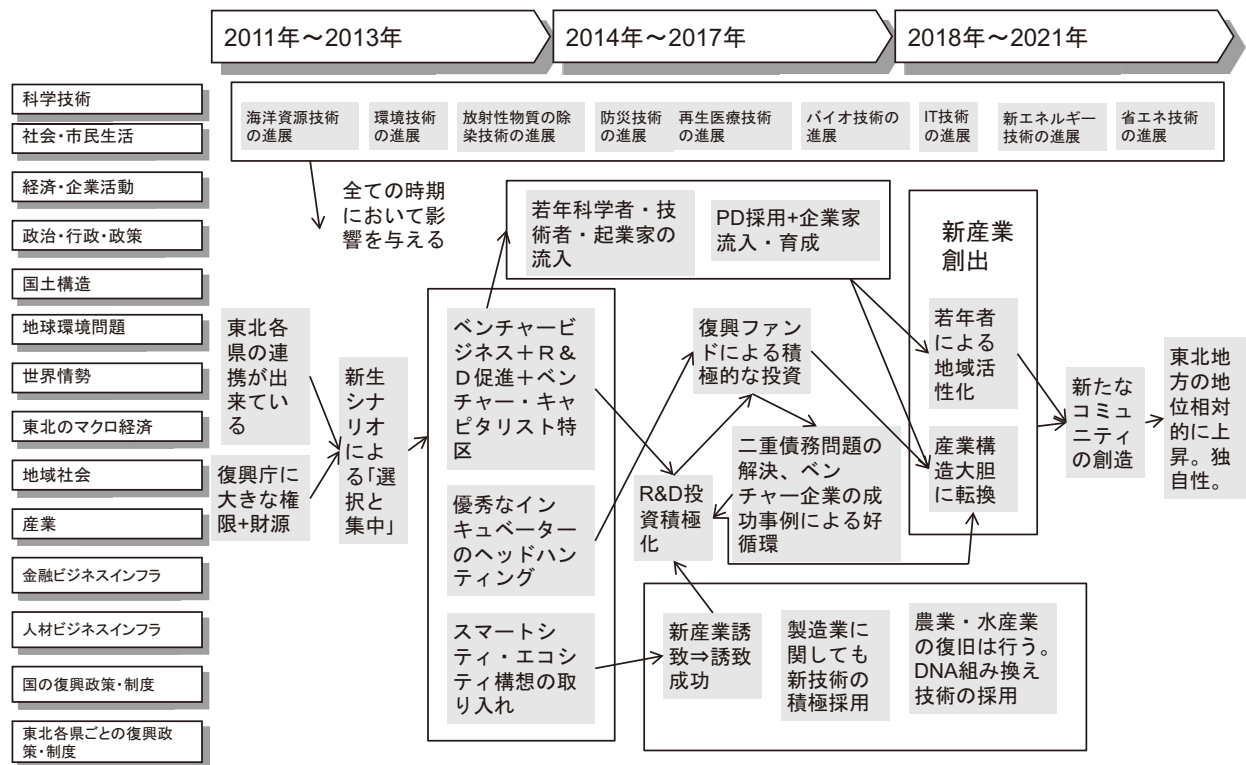 2011年～2013年
2014年～2017年
2018年～2021年
科学技術
社会・市民生活
経済・企業活動
政治・行政・政策
国土構造
地球環境問題
世界情勢
東北のマクロ経済
地域社会
産業
金融ビジネスインフラ
人材ビジネスインフラ
国の復興政策・制度
東北各県ごとの復興政
策・制度
海洋資源技術
の進展
環境技術
の進展
放射性物質の除
染技術の進展
防災技術
の進展
再生医療技術
の進展
バイオ技術の
進展
IT技術
の進展
新エネルギー
技術の進展
省エネ技術
の進展
全ての時期
において影
響を与える
東北各
県の連
携が出
来てい
る
復興庁に
大きな権
限+財源
新生
シナ
リオ
によ
る「選
択と
集中」
ベンチャービ
ジネス＋Ｒ＆
Ｄ促進＋ベン
チャー・キャ
ピタリスト特
区
優秀なイン
キュベーター
のヘッドハン
ティング
スマートシ
ティ・エコシ
ティ構想の取
り入れ
若年科学者・技
術者・起業家の
流入
PD採用+企業家
流入・育成
復興ファン
ドによる積
極的な投資
R&D投
資積極
化
二重債務問題の
解決、ベン
チャー企業の成
功事例による好
循環
新産業誘
致⇒誘致
成功
製造業に
関しても
新技術の
積極採用
農業・水産業
の復旧は行う。
DNA組み換え
技術の採用
新産業
創出
若年者
による
地域活
性化
産業構
造大胆
に転換
新たな
コミュ
ニティ
の創造
東北地
方の地
位相対
的に上
昇。独
自性。